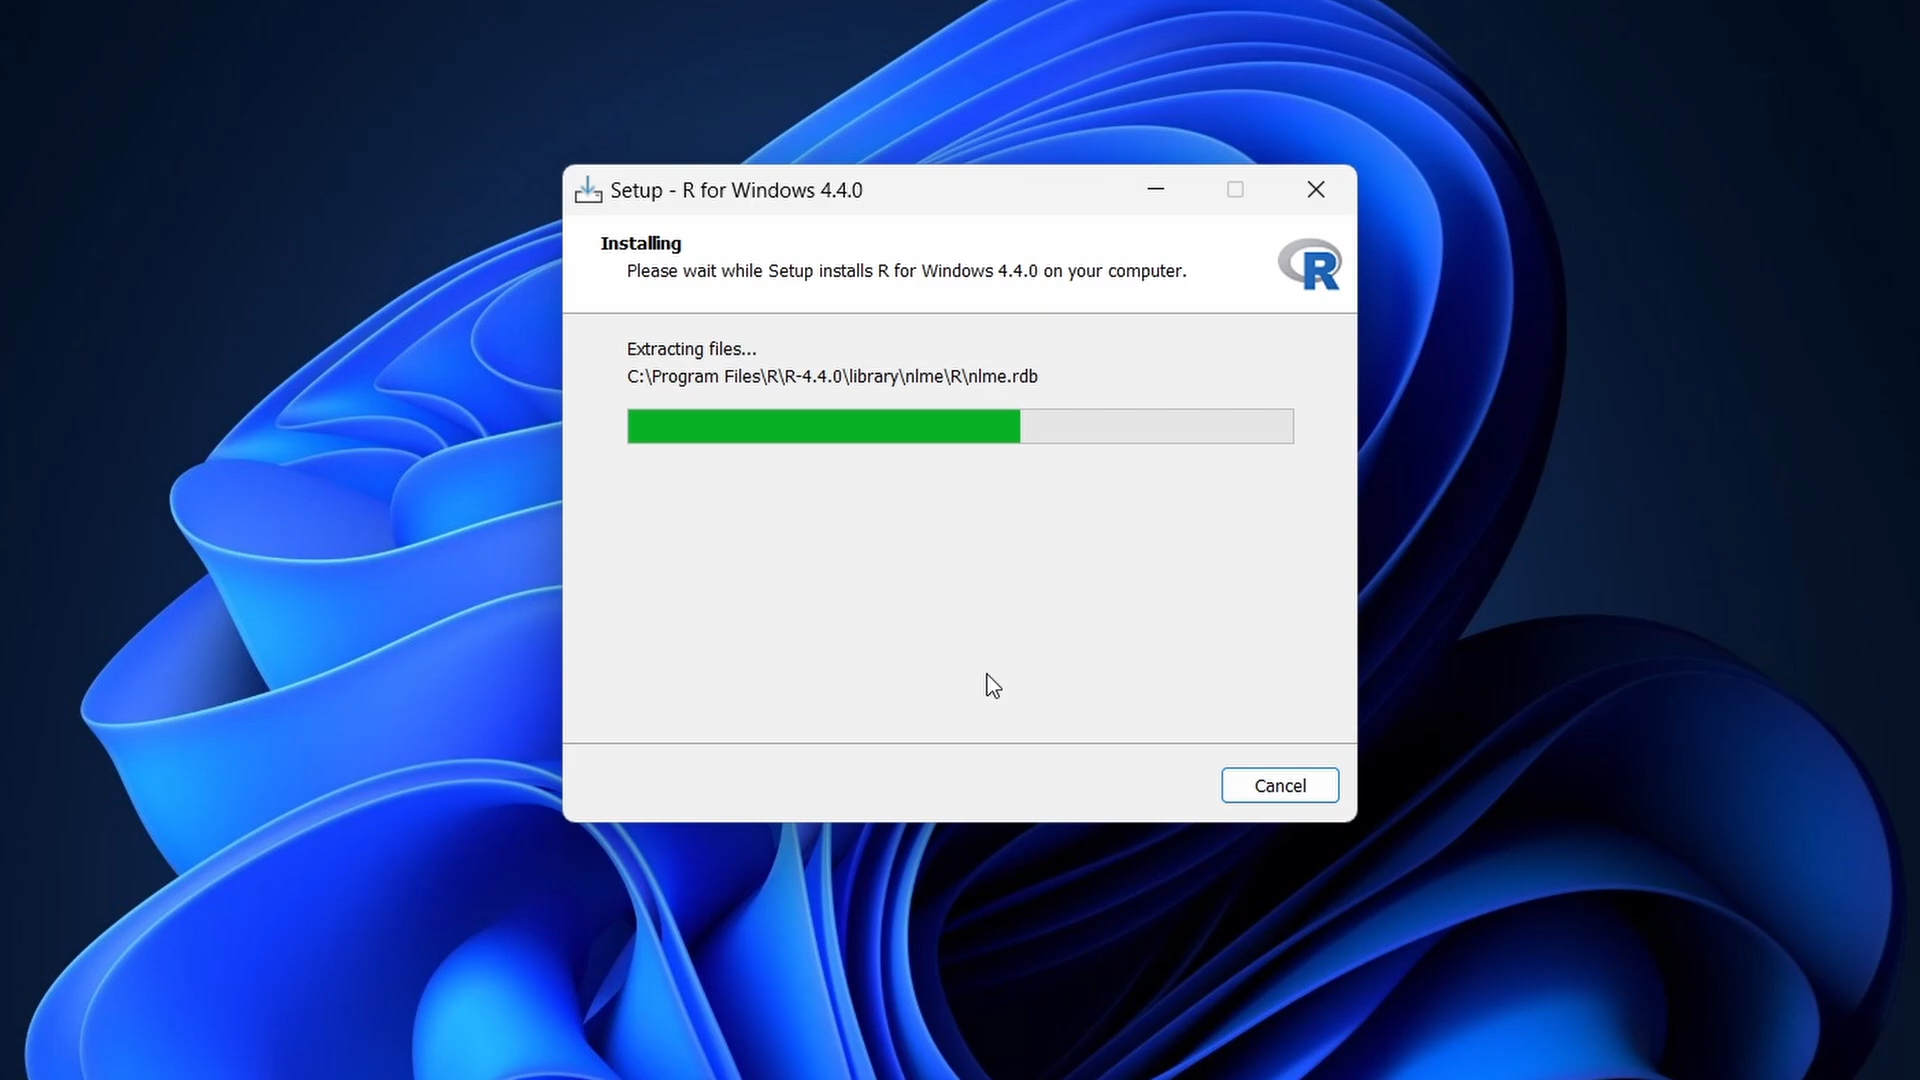 Setup - R for Windows 4.4.0
Installing
Please wait while Setup installs R for Windows 4.4.0 on your computer.
R
Extracting files...
C:\Program Files\R\R-4.4.0\library\nlme\R\nlme.rdb
Cancel